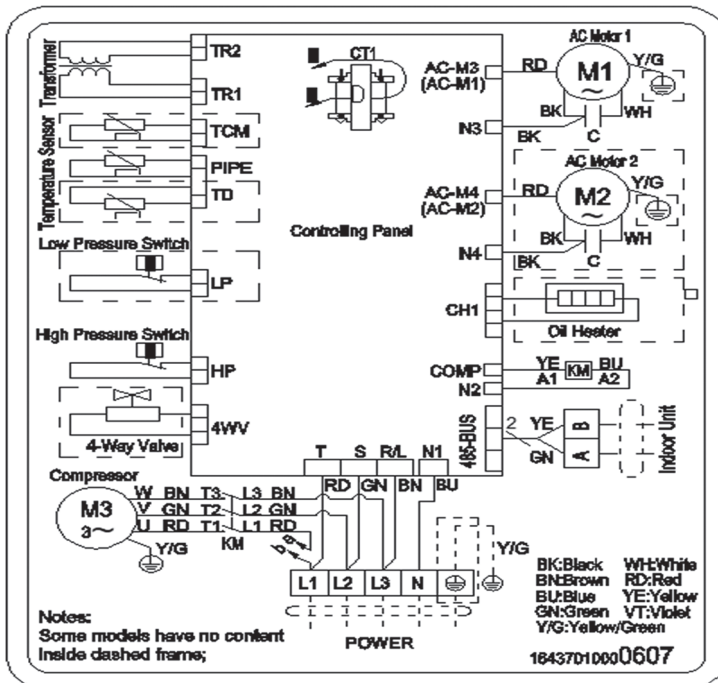 Transformer
TR2
TR1
Temperature Sensor
TCM
PIPE
TD
Low Pressure Switch
LP
High Pressure Switch
HP
4WV
4-Way Valve
CT1
Controlling Panel
AC Motor 1
AC-M3
(AC-M1)
RD
M1
~
Y/G
BK
WH
N3
BK
C
AC Motor 2
AC-M4
(AC-M2)
RD
M2
~
Y/G
BK
WH
N4
BK
C
CH1
Oil Heater
COMP
YE
KM
BU
N2
A1
A2
485-BUS
2
YE
B
GN
A
Indoor Unit
T
S
R/L
N1
RD
GN
BN
BU
Compressor
M3
3~
W BN T3 L3 BN
V GN T2 L2 GN
U RD T1 L1 RD
KM
a
b
Y/G
Y/G
L1
L2
L3
N
POWER
BK:Black WH:White
BN:Brown RD:Red
BU:Blue YE:Yellow
GN:Green VT:Violet
Y/G:Yellow/Green
Notes:
Some models have no content
inside dashed frame;
16437010000607